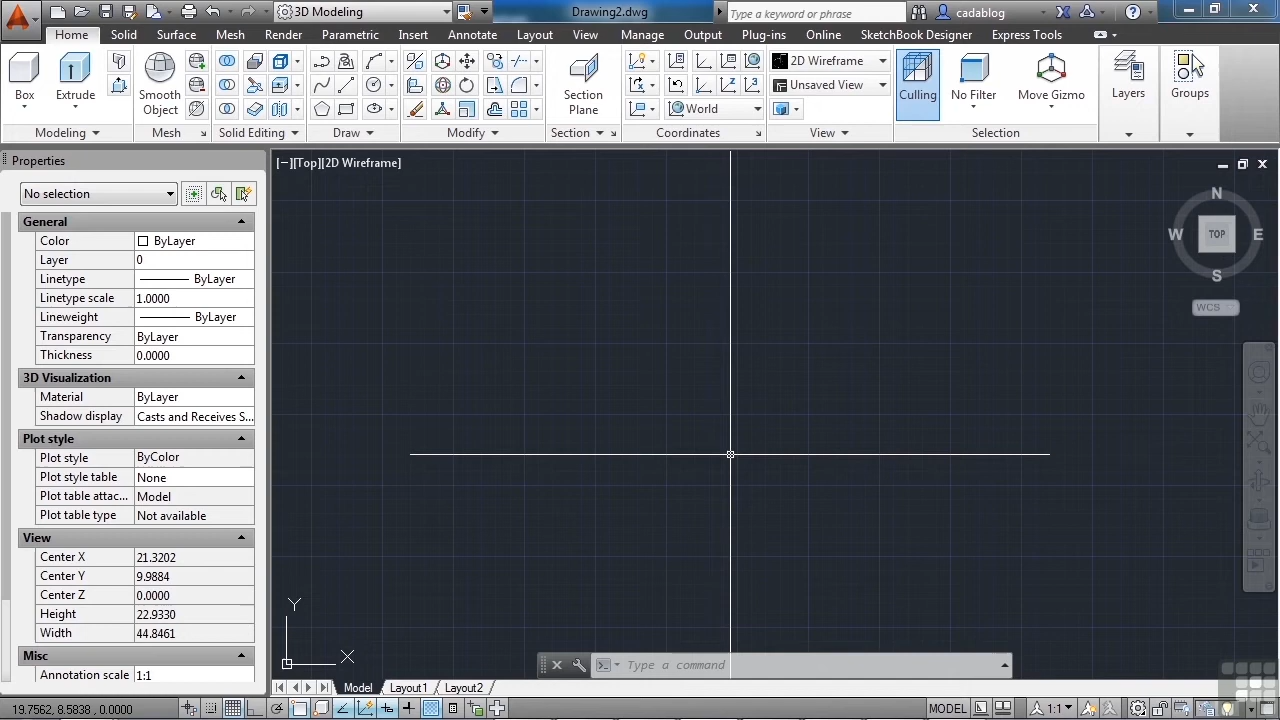 3D Modeling
Drawing2.dwg
Type a keyword or phrase
cadablog
Home Solid Surface Mesh Render Parametric Insert Annotate Layout View Manage Output Plug-ins Online SketchBook Designer Express Tools
2D Wireframe
Unsaved View
World
Box
Extrude
Smooth
Object
Section
Plane
Culling
No Filter
Move Gizmo
Layers
Groups
Modeling Mesh Solid Editing Draw Modify Section Coordinates View Selection
Properties
[−][Top][2D Wireframe]
No selection
General
Color ByLayer
Layer 0
Linetype ByLayer
Linetype scale 1.0000
Lineweight ByLayer
Transparency ByLayer
Thickness 0.0000
3D Visualization
Material ByLayer
Shadow display Casts and Receives S...
Plot style
Plot style ByColor
Plot style table None
Plot table attac... Model
Plot table type Not available
View
Center X 21.3202
Center Y 9.9884
Center Z 0.0000
Height 22.9330
Width 44.8461
Misc
Annotation scale 1:1
N
W TOP E
S
WCS
Y
X
Type a command
Model Layout1 Layout2
19.7562, 8.5838 , 0.0000
MODEL
1:1